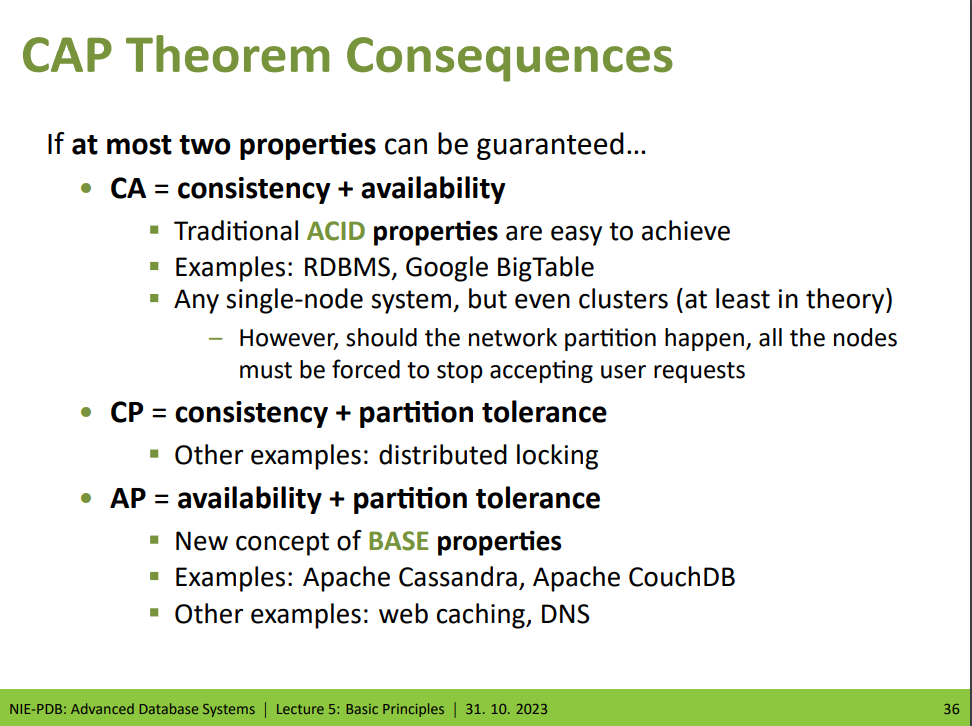 CAP Theorem Consequences
If at most two properties can be guaranteed…
• CA = consistency + availability
▪ Traditional ACID properties are easy to achieve
▪ Examples: RDBMS, Google BigTable
▪ Any single-node system, but even clusters (at least in theory)
– However, should the network partition happen, all the nodes
must be forced to stop accepting user requests
• CP = consistency + partition tolerance
▪ Other examples: distributed locking
• AP = availability + partition tolerance
▪ New concept of BASE properties
▪ Examples: Apache Cassandra, Apache CouchDB
▪ Other examples: web caching, DNS
NIE-PDB: Advanced Database Systems | Lecture 5: Basic Principles | 31. 10. 2023 36